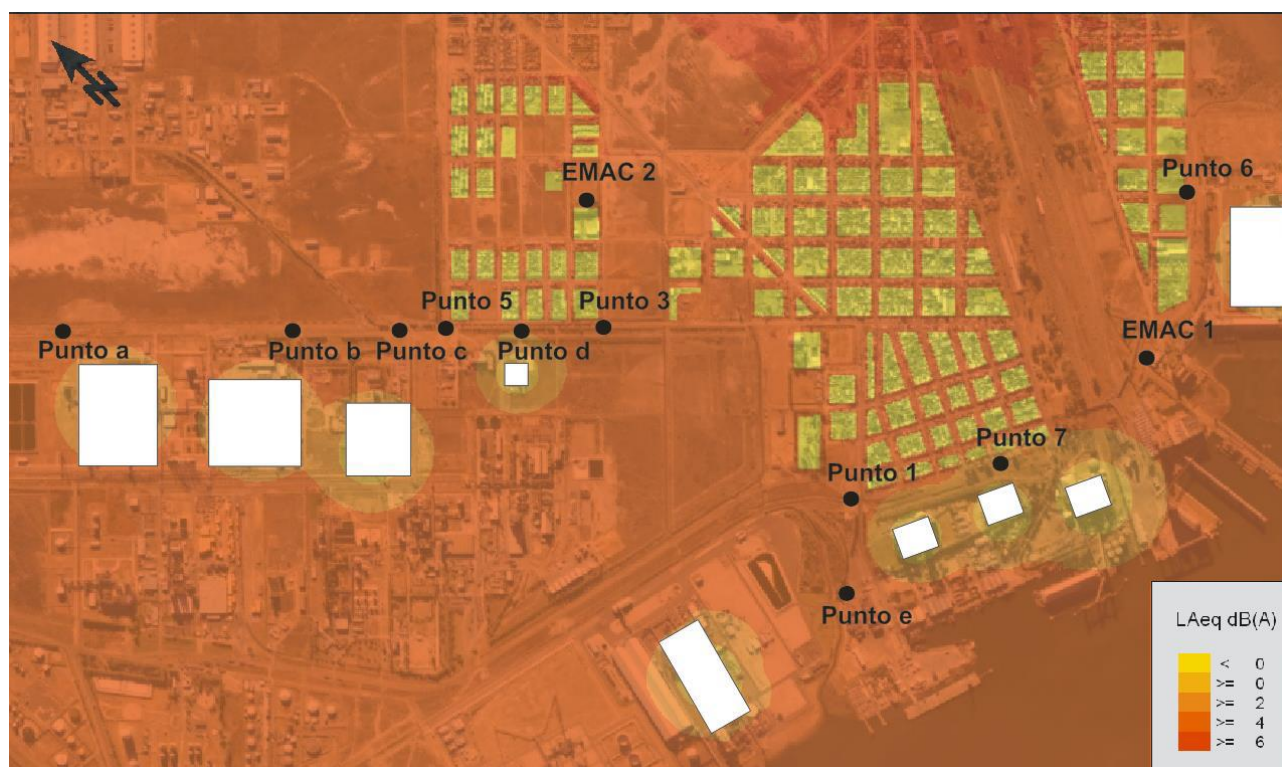 Punto 6
EMAC 2
Punto 5
Punto 3
Punto a
Punto b
Punto c
Punto d
EMAC 1
Punto 7
Punto 1
Punto e
LAeq dB(A)
< 0
>= 0
>= 2
>= 4
>= 6